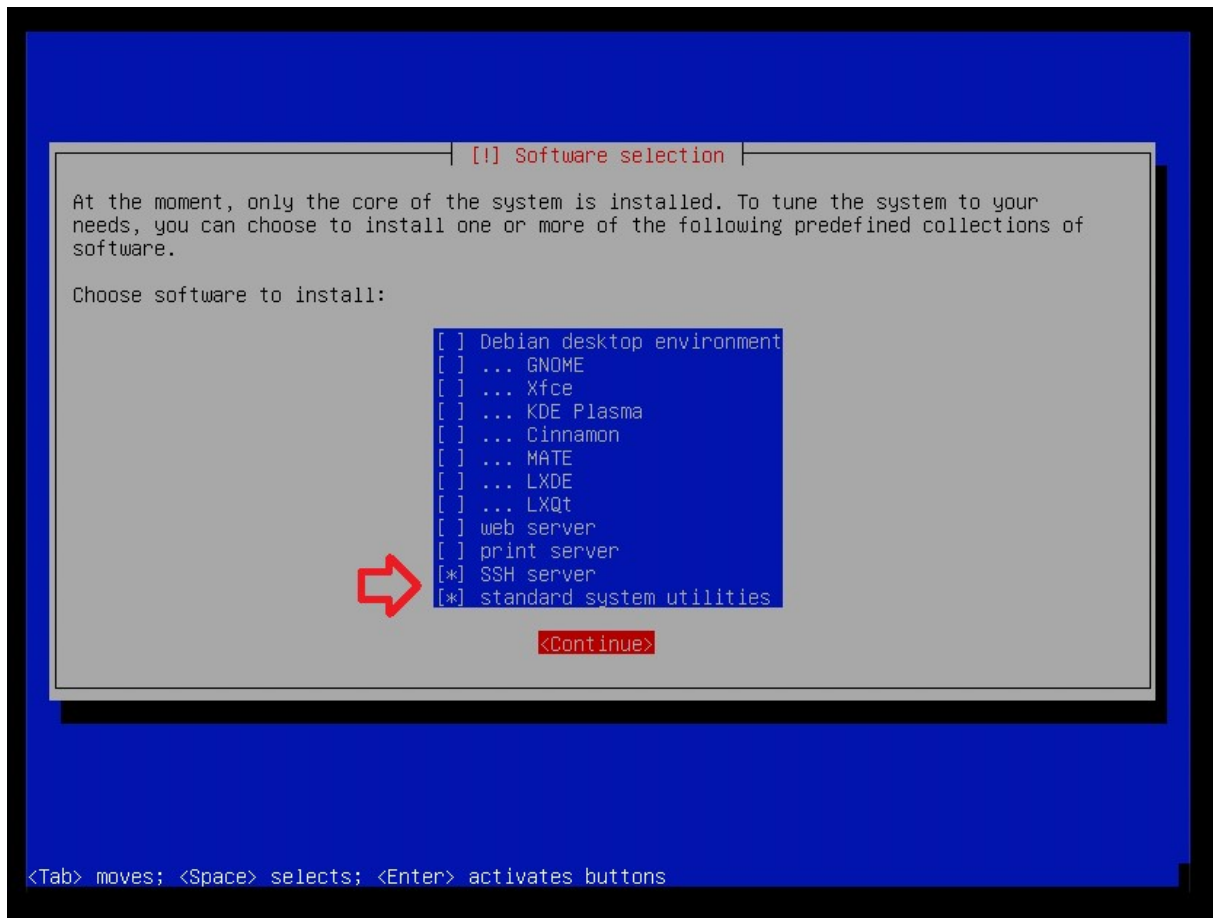 [!] Software selection
At the moment, only the core of the system is installed. To tune the system to your
needs, you can choose to install one or more of the following predefined collections of
software.
Choose software to install:
[ ] Debian desktop environment
[ ] ... GNOME
[ ] ... Xfce
[ ] ... KDE Plasma
[ ] ... Cinnamon
[ ] ... MATE
[ ] ... LXDE
[ ] ... LXQt
[ ] web server
[ ] print server
[*] SSH server
[*] standard system utilities
<Continue>
<Tab> moves; <Space> selects; <Enter> activates buttons